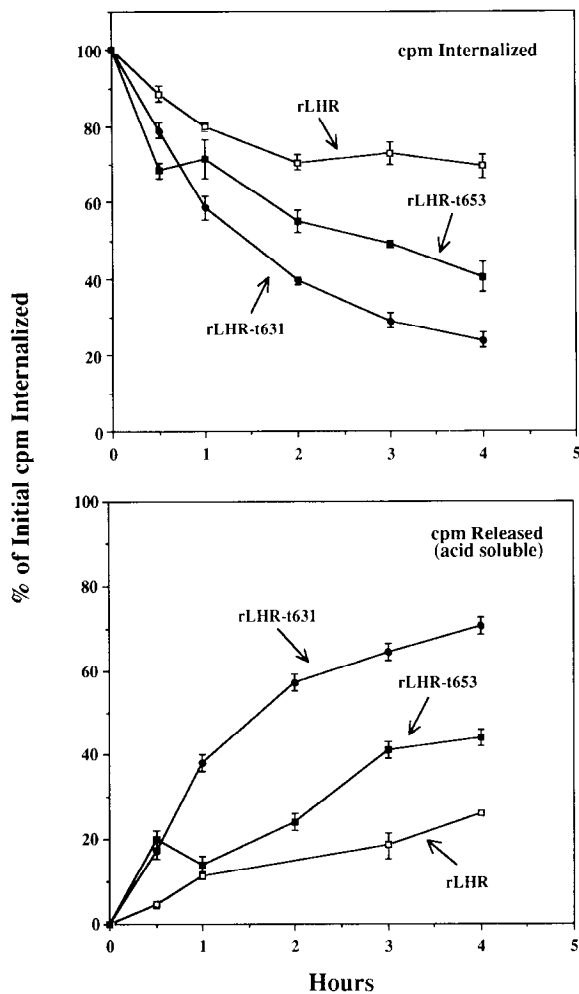 % of Initial cpm Internalized
cpm Internalized
100
80
60
40
20
0
rLHR
rLHR-t653
rLHR-t631
0 1 2 3 4 5
cpm Released
(acid soluble)
100
80
60
40
20
0
rLHR-t631
rLHR-t653
rLHR
0 1 2 3 4 5
Hours